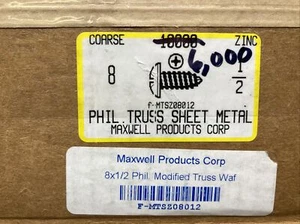 COARSE 10000 ZINC
6,000
8 1/2
F-MTSZ08012
PHIL TRUSS SHEET METAL
MAXWELL PRODUCTS CORP
Maxwell Products Corp
8x1/2 Phil. Modified Truss Waf
F-MTSZ08012